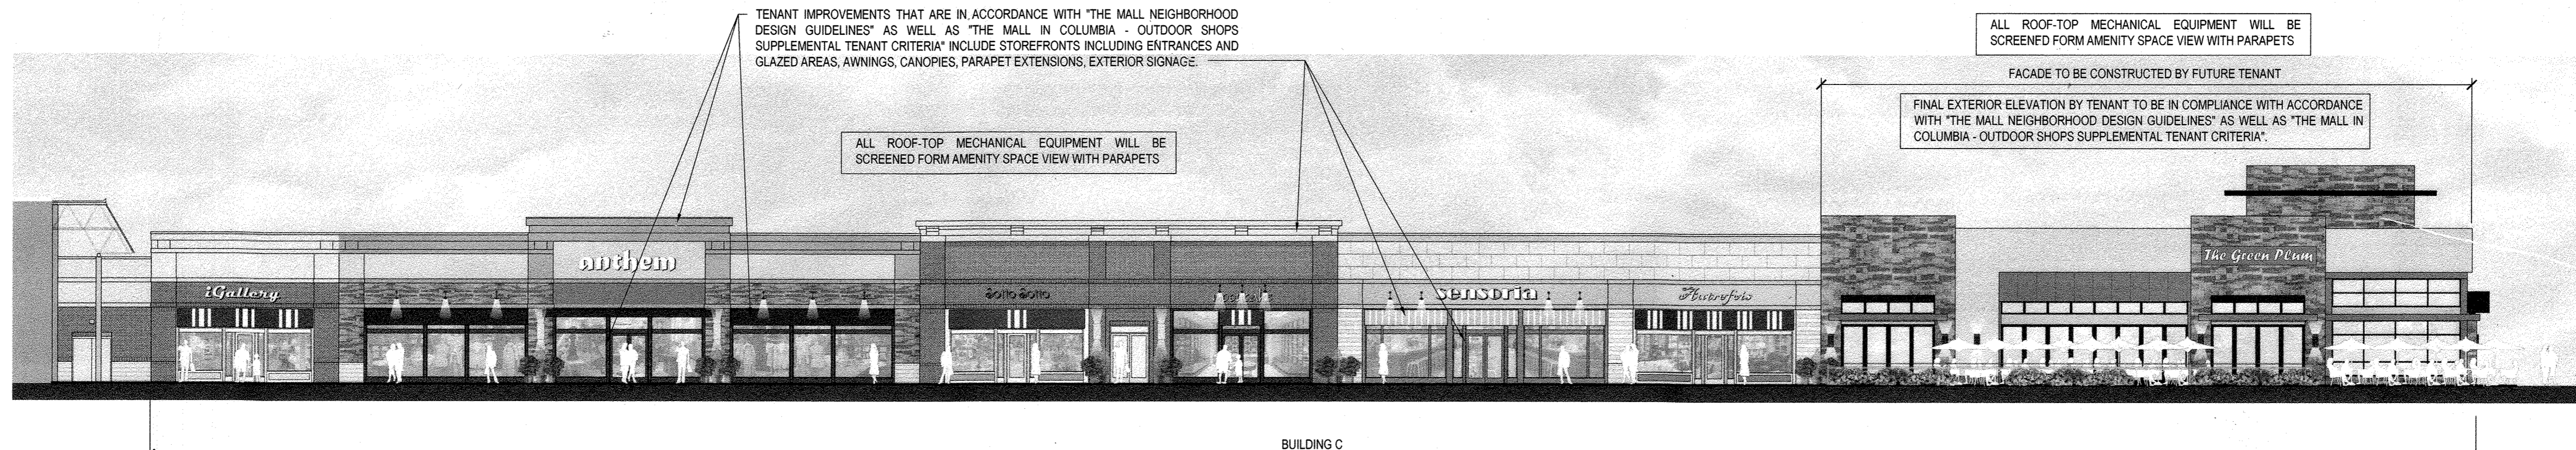 TENANT IMPROVEMENTS THAT ARE IN ACCORDANCE WITH "THE MALL NEIGHBORHOOD
DESIGN GUIDELINES" AS WELL AS "THE MALL IN COLUMBIA - OUTDOOR SHOPS
SUPPLEMENTAL TENANT CRITERIA" INCLUDE STOREFRONTS INCLUDING ENTRANCES AND
GLAZED AREAS, AWNINGS, CANOPIES, PARAPET EXTENSIONS, EXTERIOR SIGNAGE.
ALL ROOF-TOP MECHANICAL EQUIPMENT WILL BE
SCREENED FORM AMENITY SPACE VIEW WITH PARAPETS
ALL ROOF-TOP MECHANICAL EQUIPMENT WILL BE
SCREENED FORM AMENITY SPACE VIEW WITH PARAPETS
FACADE TO BE CONSTRUCTED BY FUTURE TENANT
FINAL EXTERIOR ELEVATION BY TENANT TO BE IN COMPLIANCE WITH ACCORDANCE
WITH "THE MALL NEIGHBORHOOD DESIGN GUIDELINES" AS WELL AS "THE MALL IN
COLUMBIA - OUTDOOR SHOPS SUPPLEMENTAL TENANT CRITERIA".
iGallery
anthem
sotto sotto
sensoria
Autrefois
The Green Plum
BUILDING C